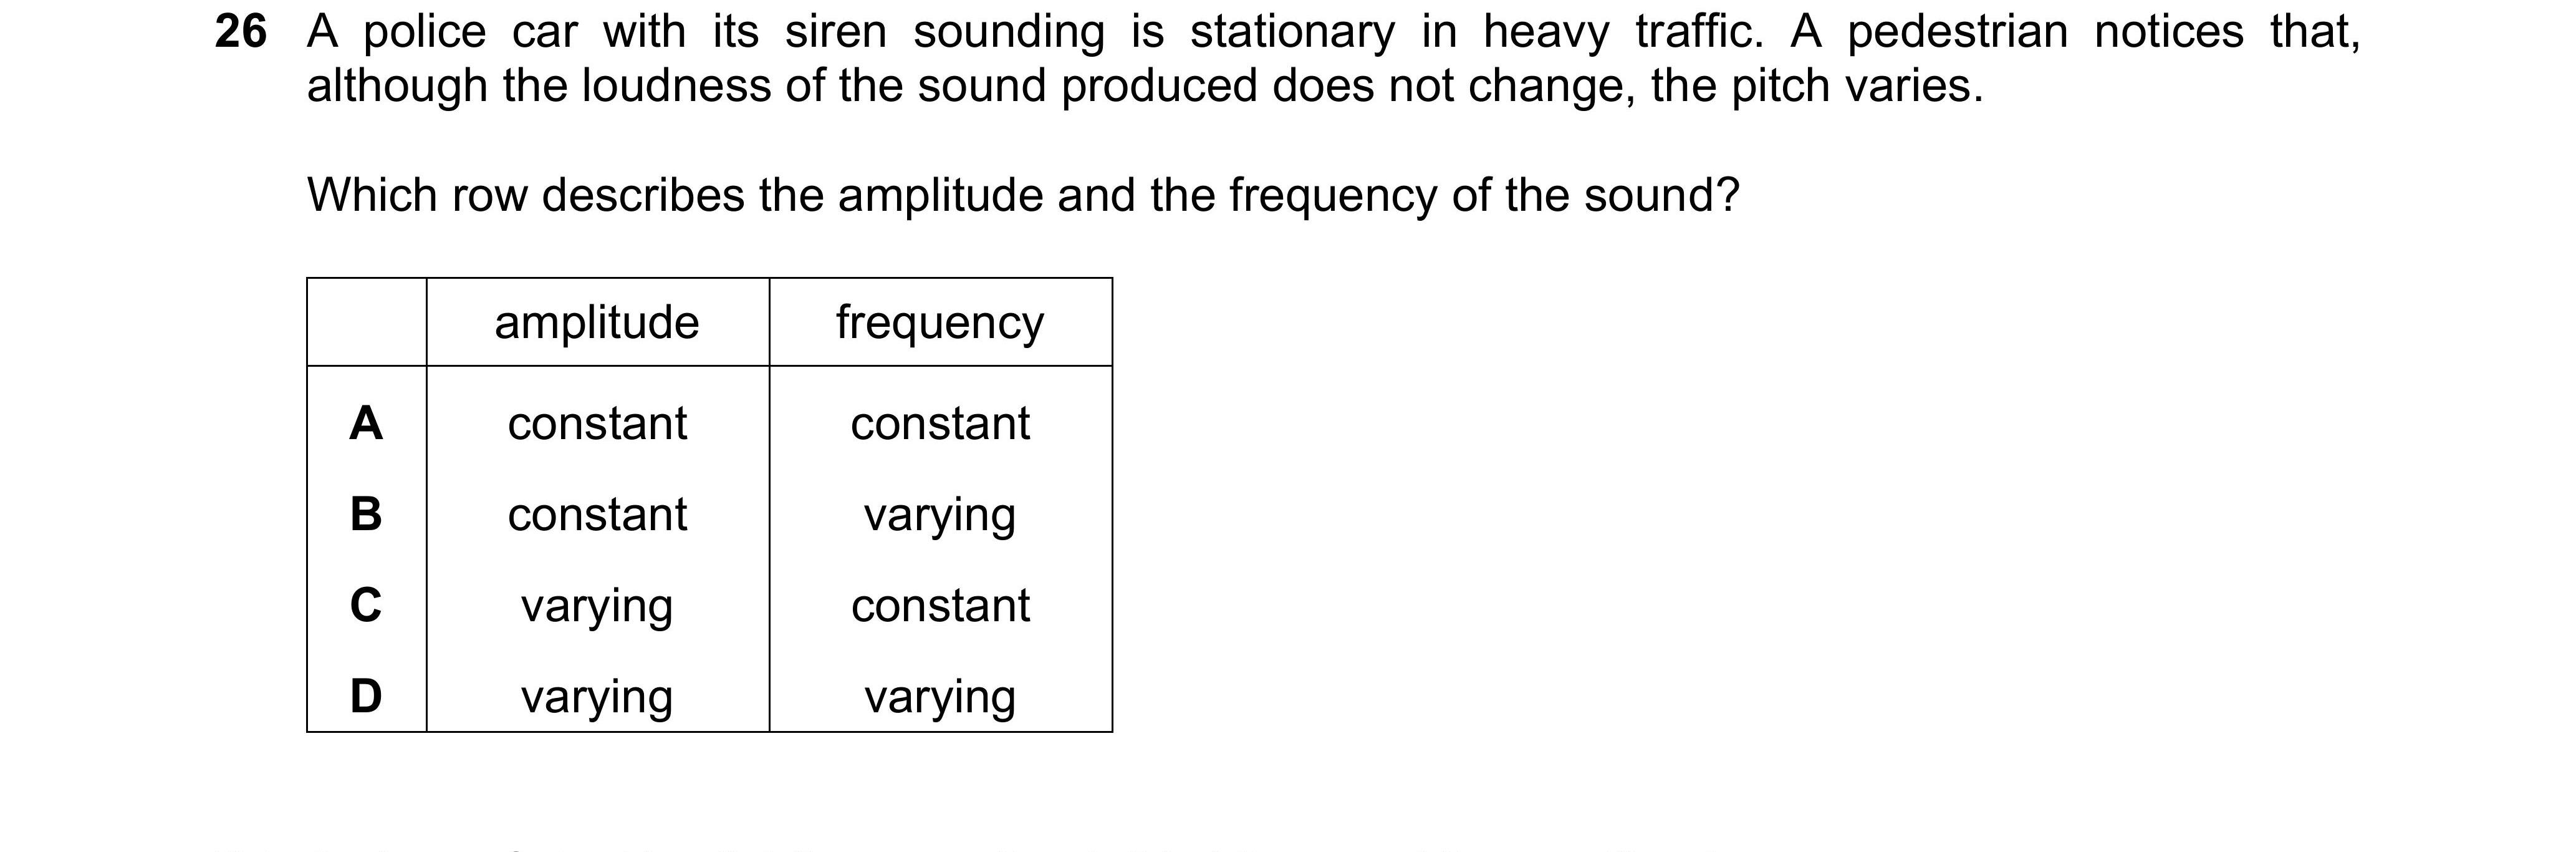 26 A police car with its siren sounding is stationary in heavy traffic. A pedestrian notices that,
although the loudness of the sound produced does not change, the pitch varies.
Which row describes the amplitude and the frequency of the sound?
amplitude frequency
A constant constant
B constant varying
C varying constant
D varying varying